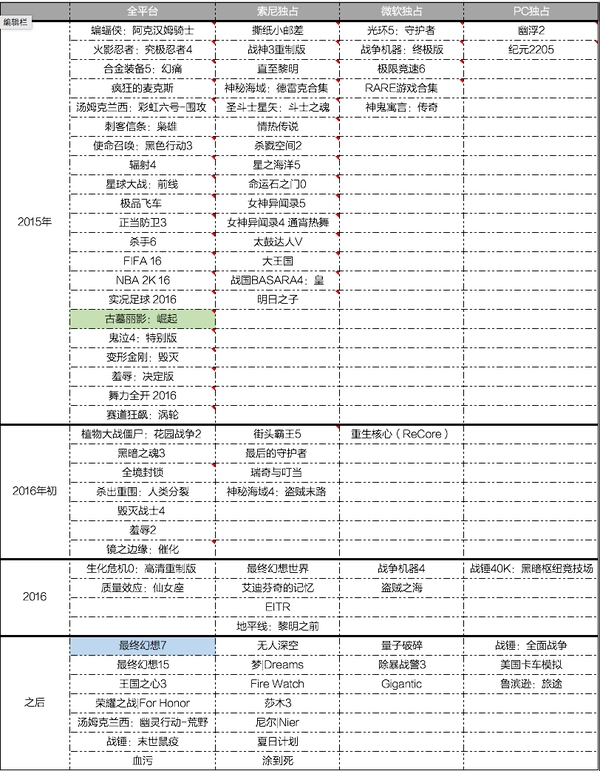 全平台 索尼独占 微软独占 PC独占
编辑栏
蝙蝠侠：阿克汉姆骑士 撕纸小邮差 光环5：守护者 幽浮2
火影忍者：究极忍者4 战神3重制版 战争机器：终极版 纪元2205
合金装备5：幻痛 直至黎明 极限竞速6
疯狂的麦克斯 神秘海域：德雷克合集 RARE游戏合集
汤姆克兰西：彩虹六号-围攻 圣斗士星矢：斗士之魂 神鬼寓言：传奇
刺客信条：枭雄 情热传说
使命召唤：黑色行动3 杀戮空间2
辐射4 星之海洋5
星球大战：前线 命运石之门0
极品飞车 女神异闻录5
2015年 正当防卫3 女神异闻录4 通宵热舞
杀手6 太鼓达人V
FIFA 16 大王国
NBA 2K 16 战国BASARA4：皇
实况足球 2016 明日之子
古墓丽影：崛起
鬼泣4：特别版
变形金刚：毁灭
羞辱：决定版
舞力全开 2016
赛道狂飙：涡轮
植物大战僵尸：花园战争2 街头霸王5 重生核心（ReCore）
黑暗之魂3 最后的守护者
全境封锁 瑞奇与叮当
2016年初 杀出重围：人类分裂 神秘海域4：盗贼末路
毁灭战士4
羞辱2
镜之边缘：催化
生化危机0：高清重制版 最终幻想世界 战争机器4 战锤40K：黑暗枢纽竞技场
2016 质量效应：仙女座 艾迪芬奇的记忆 盗贼之海
EITR
地平线：黎明之前
最终幻想7 无人深空 量子破碎 战锤：全面战争
最终幻想15 梦|Dreams 除暴战警3 美国卡车模拟
王国之心3 Fire Watch Gigantic 鲁滨逊：旅途
之后 荣耀之战|For Honor 莎木3
汤姆克兰西：幽灵行动-荒野 尼尔|Nier
战锤：末世鼠疫 夏日计划
血污 涂到死